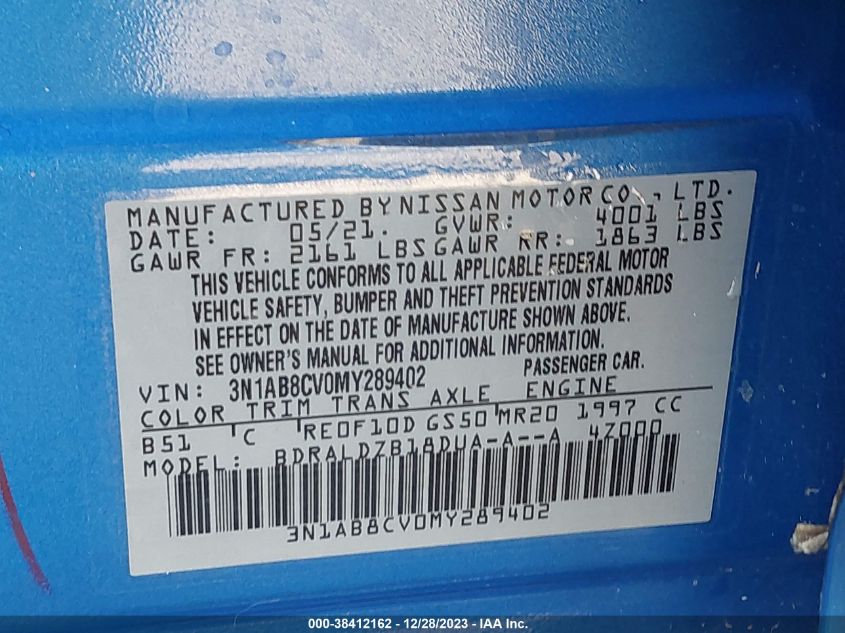 MANUFACTURED BY NISSAN MOTOR CO., LTD.
DATE: 05/21. GVWR: 4001 LBS
GAWR FR: 2161 LBS GAWR RR: 1863 LBS
THIS VEHICLE CONFORMS TO ALL APPLICABLE FEDERAL MOTOR
VEHICLE SAFETY, BUMPER AND THEFT PREVENTION STANDARDS
IN EFFECT ON THE DATE OF MANUFACTURE SHOWN ABOVE.
SEE OWNER'S MANUAL FOR ADDITIONAL INFORMATION.
PASSENGER CAR.
VIN: 3N1AB8CV0MY289402
COLOR TRIM TRANS AXLE ENGINE
B51 'C 'RE0F10D GS50'MR20 1997 CC
MODEL: BDRALDZB18DUA-A--A 4Z000
3N1AB8CV0MY289402
000-38412162 - 12/28/2023 - IAA Inc.